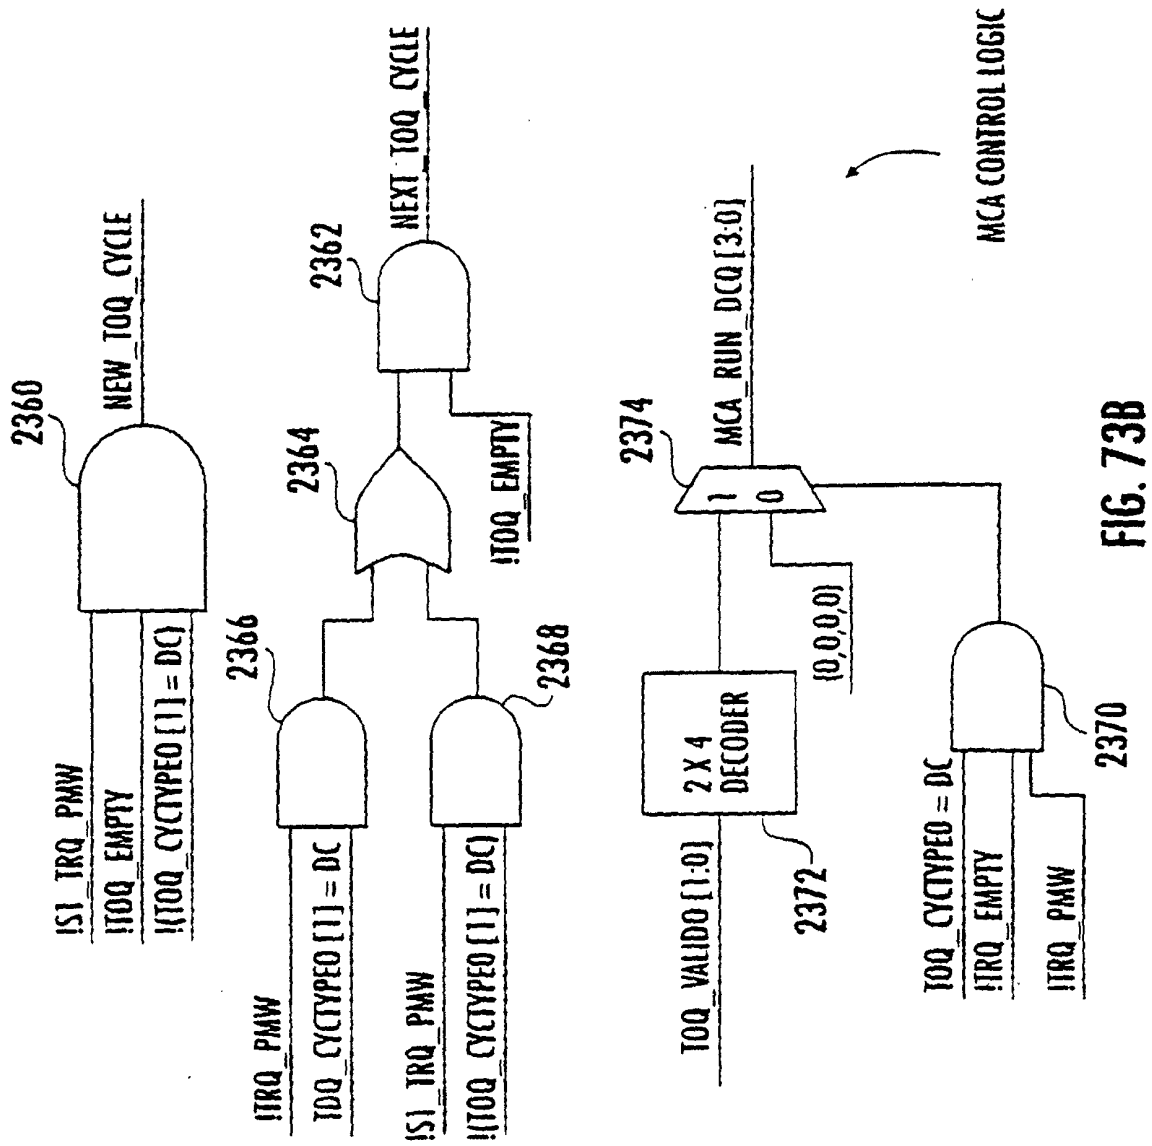 2360
!S1_TRQ_PMW
!TOQ_EMPTY
!(TOQ_CYCTYPE0 [1] = DC)
NEW_TOQ_CYCLE
2366
!TRQ_PMW
TOQ_CYCTYPE0 [1] = DC
2364
2362
NEXT_TOQ_CYCLE
!S1_TRQ_PMW
!(TOQ_CYCTYPE0 [1] = DC)
2368
!TOQ_EMPTY
TOQ_VALID0 [1:0]
2 X 4
DECODER
2372
2374
1
0
MCA_RUN_DCQ [3:0]
{0,0,0,0}
TOQ_CYCTYPE0 = DC
!TRQ_EMPTY
!TRQ_PMW
2370
MCA CONTROL LOGIC
FIG. 73B